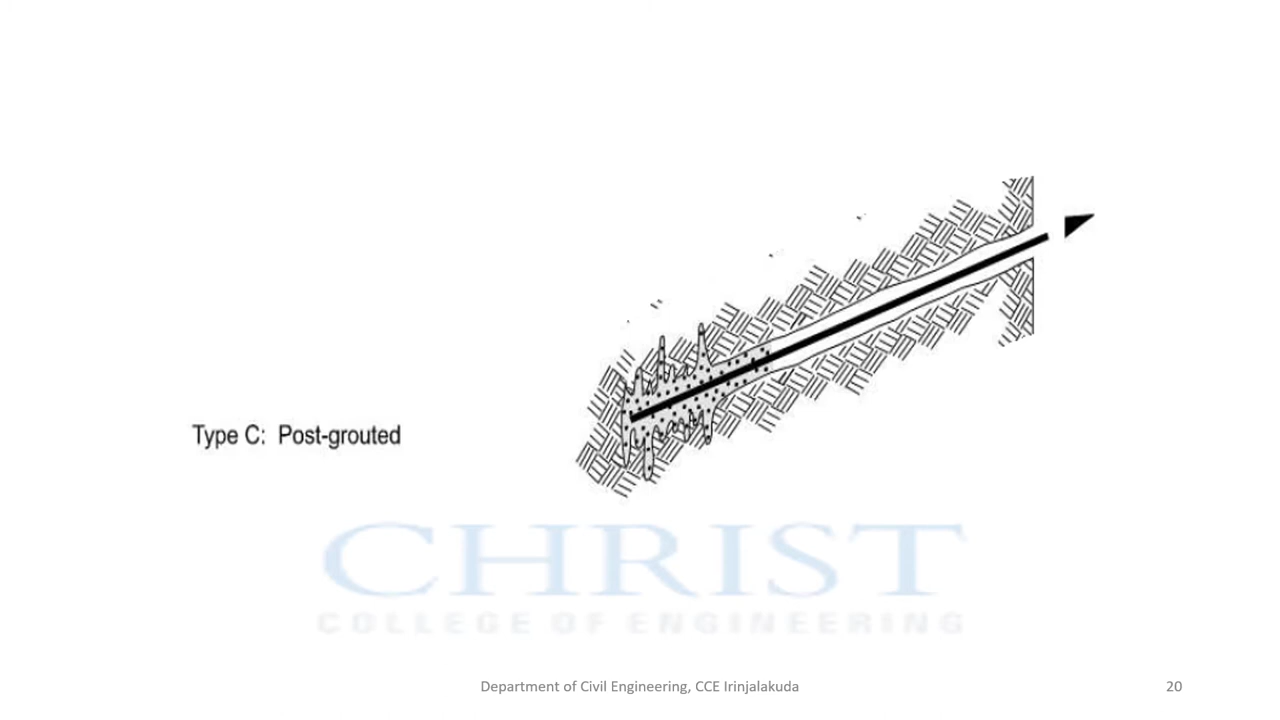 Type C: Post-grouted
CHRIST
COLLEGE OF ENGINEERING
Department of Civil Engineering, CCE Irinjalakuda
20